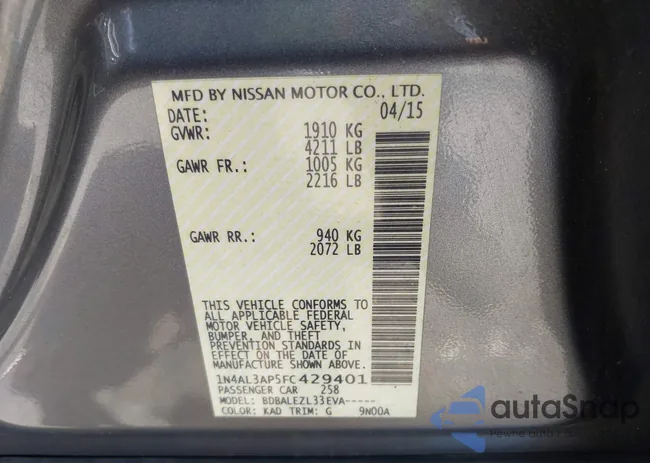 MFD BY NISSAN MOTOR CO., LTD.
DATE: 04/15
GVWR: 1910 KG
4211 LB
GAWR FR.: 1005 KG
2216 LB
GAWR RR.: 940 KG
2072 LB
THIS VEHICLE CONFORMS TO
ALL APPLICABLE FEDERAL
MOTOR VEHICLE SAFETY,
BUMPER, AND THEFT
PREVENTION STANDARDS IN
EFFECT ON THE DATE OF
MANUFACTURE SHOWN ABOVE.
1N4AL3AP5FC429401
PASSENGER CAR 258
MODEL: BDBALEZL33EVA-----
COLOR: KAD TRIM: G 9N00A
autoSnap
Pewne auto z USA